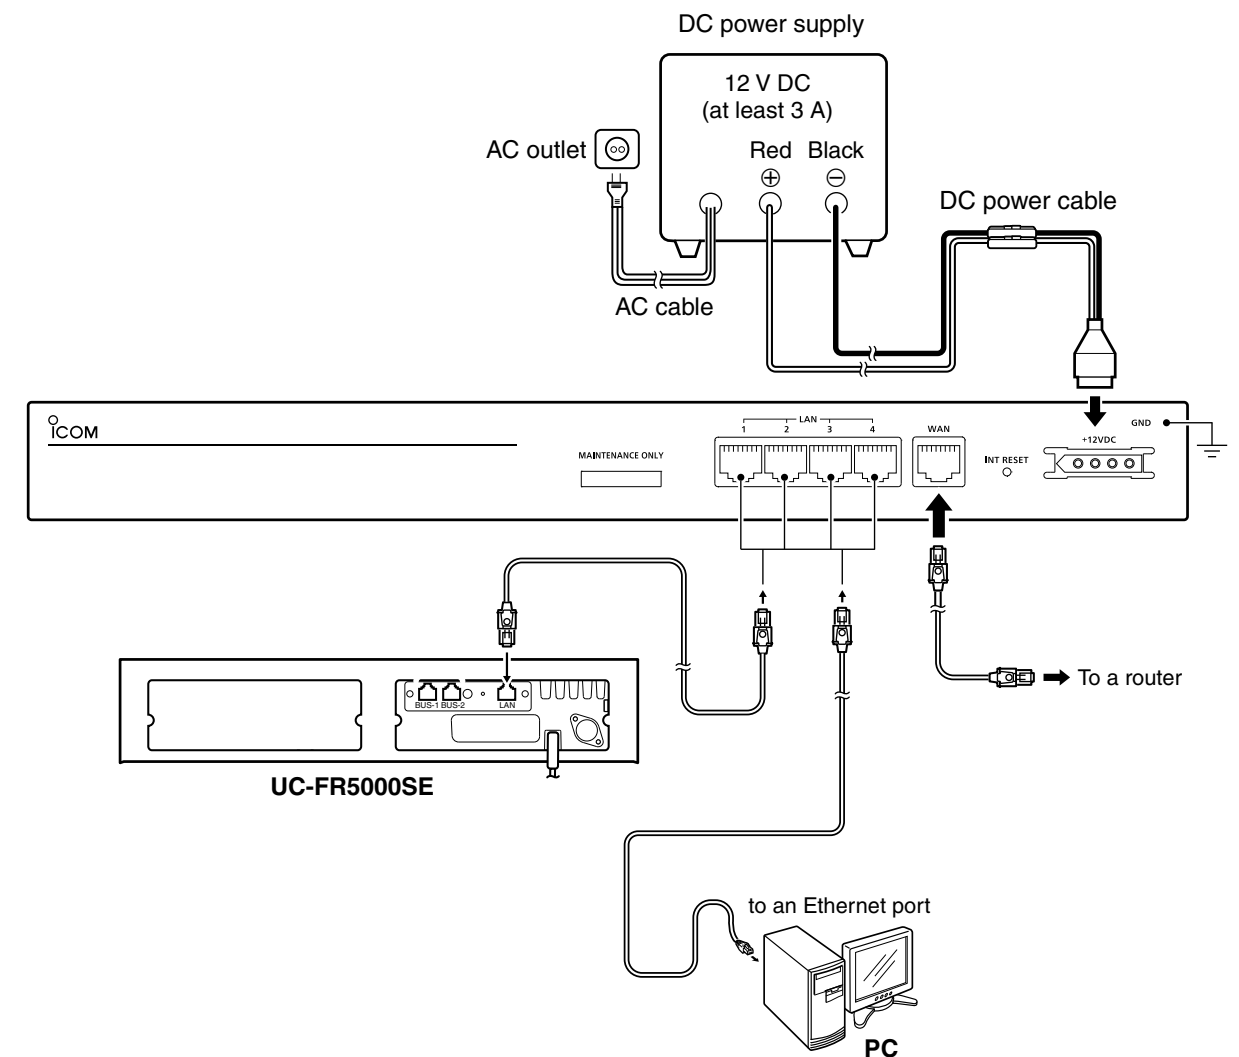 DC power supply
12 V DC
(at least 3 A)
AC outlet
Red Black
DC power cable
AC cable
ICOM
MAINTENANCE ONLY
LAN
1 2 3 4
WAN
INT RESET
+12VDC
GND
To a router
BUS-1 BUS-2 LAN
UC-FR5000SE
to an Ethernet port
PC